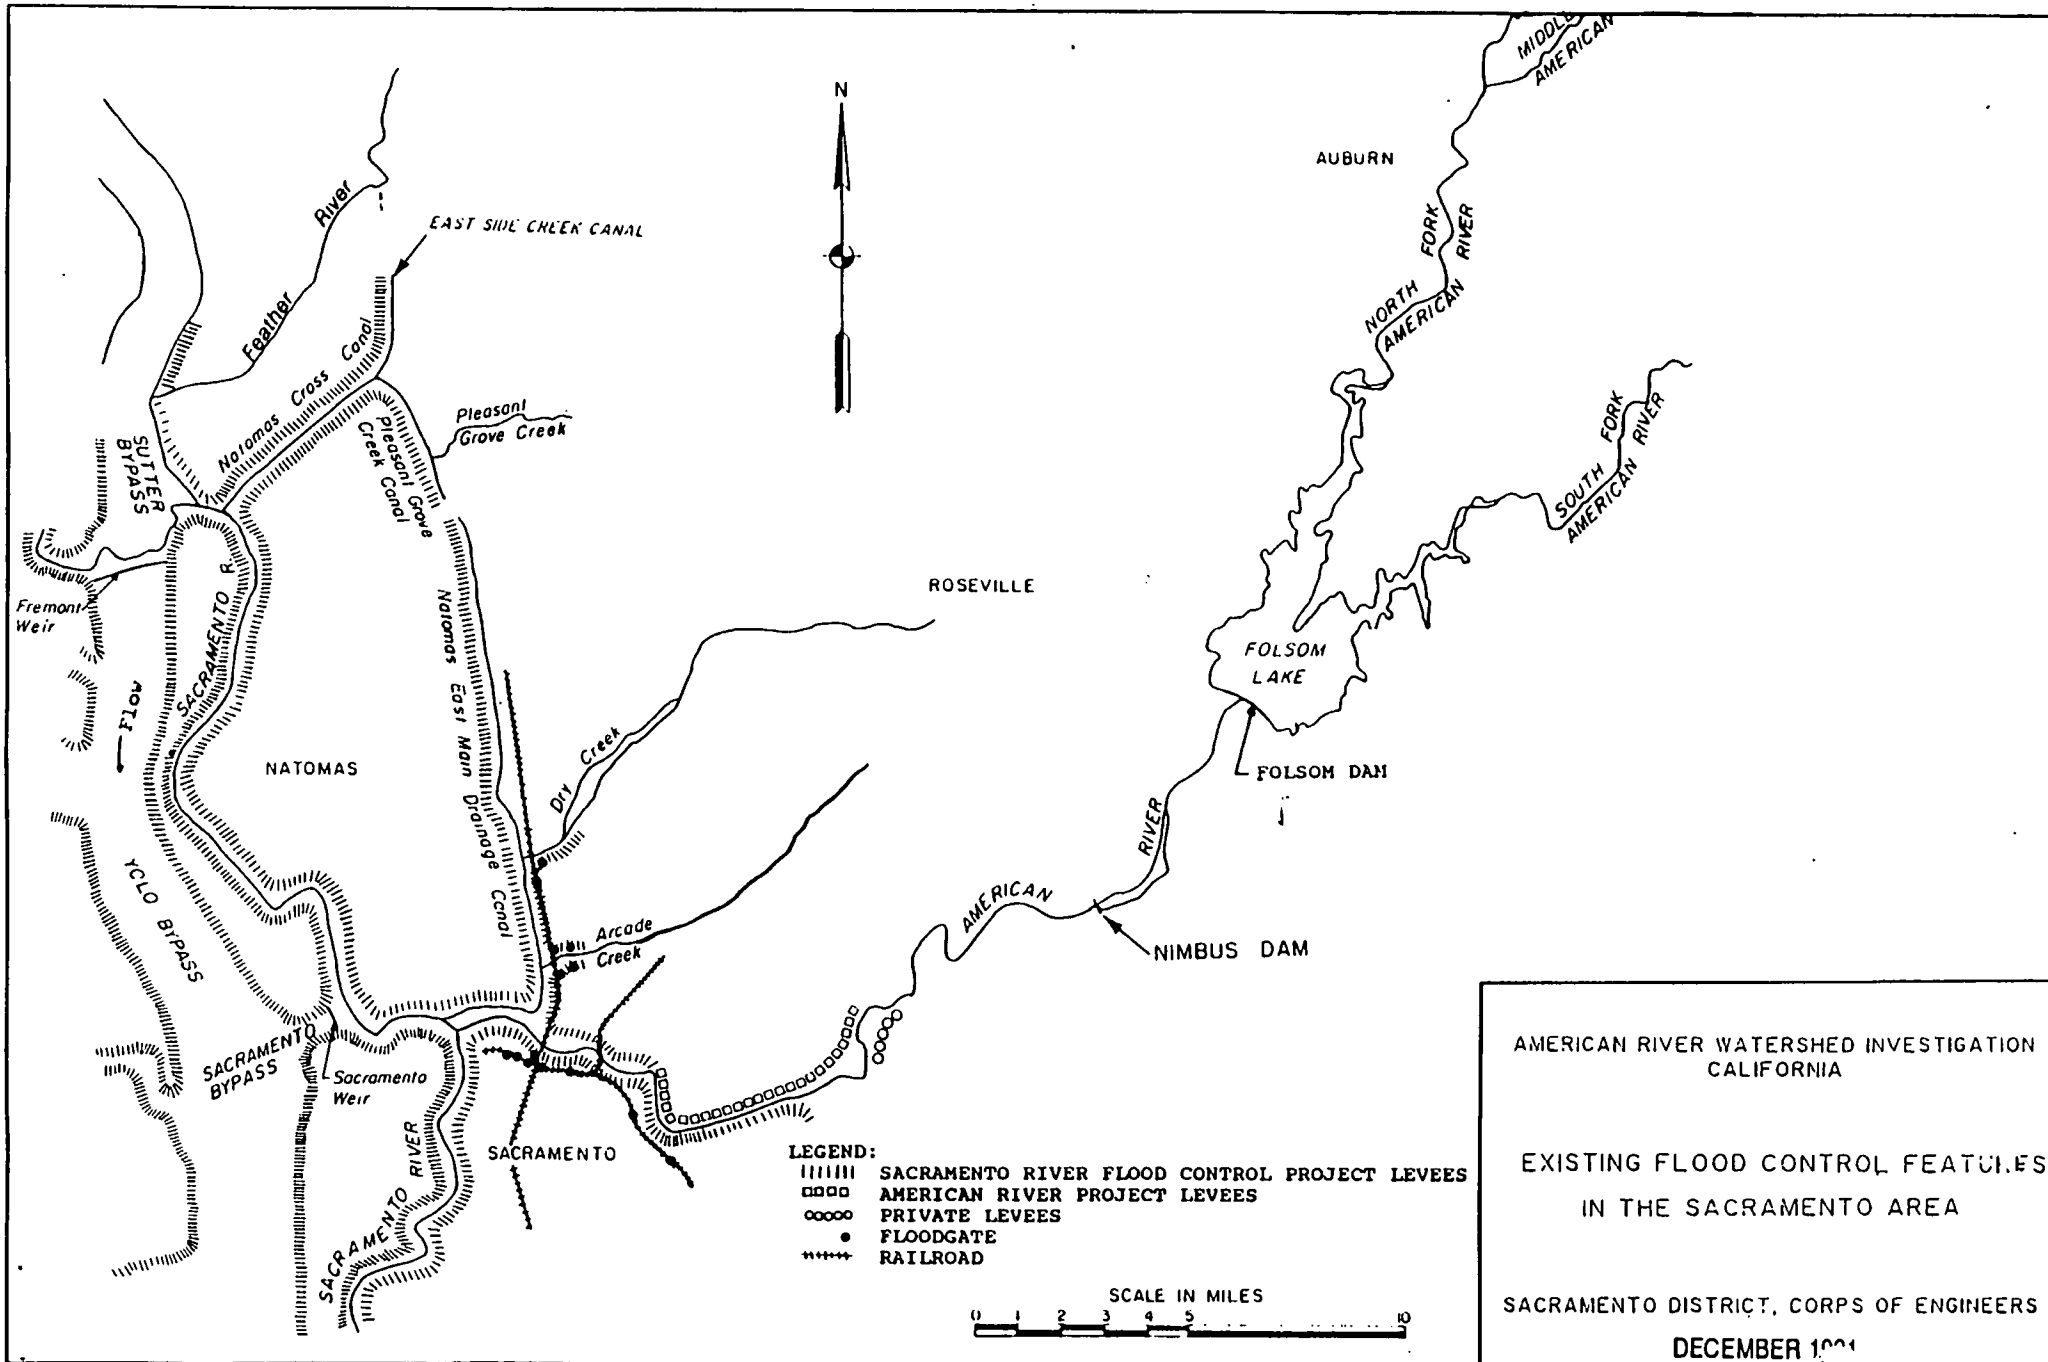 MIDDLE
AMERICAN
N
AUBURN
River
Feather
EAST SIDE CREEK CANAL
FORK
RIVER
NORTH
AMERICAN
Natomas Cross Canal
Pleasant
Grove Creek
Pleasant Grove
Creek Canal
SUTTER
BYPASS
FORK
RIVER
SOUTH
AMERICAN
Fremont
Weir
SACRAMENTO R.
ROSEVILLE
Natomas East Main Drainage Canal
FOLSOM
LAKE
Flow
NATOMAS
Dry Creek
FOLSOM DAM
RIVER
AMERICAN
YOLO BYPASS
Arcade
Creek
NIMBUS DAM
SACRAMENTO
BYPASS
Sacramento
Weir
SACRAMENTO RIVER
SACRAMENTO
LEGEND:
SACRAMENTO RIVER FLOOD CONTROL PROJECT LEVEES
AMERICAN RIVER PROJECT LEVEES
PRIVATE LEVEES
FLOODGATE
RAILROAD
SCALE IN MILES
0 1 2 3 4 5 10
AMERICAN RIVER WATERSHED INVESTIGATION
CALIFORNIA
EXISTING FLOOD CONTROL FEATURES
IN THE SACRAMENTO AREA
SACRAMENTO DISTRICT, CORPS OF ENGINEERS
DECEMBER